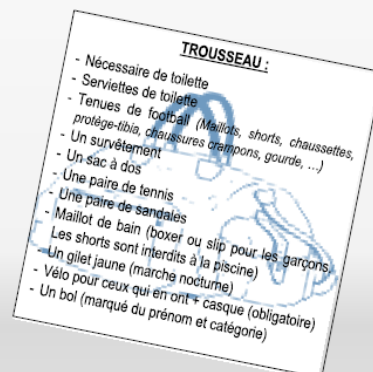 TROUSSEAU :
- Nécessaire de toilette
- Serviettes de toilette
- Tenues de football (Maillots, shorts, chaussettes,
protège-tibia, chaussures crampons, gourde, ...)
- Un survêtement
- Un sac à dos
- Une paire de tennis
- Une paire de sandales
- Maillot de bain (boxer ou slip pour les garçons,
Les shorts sont interdits à la piscine)
- Un gilet jaune (marche nocturne)
- Vélo pour ceux qui en ont + casque (obligatoire)
- Un bol (marqué du prénom et catégorie)